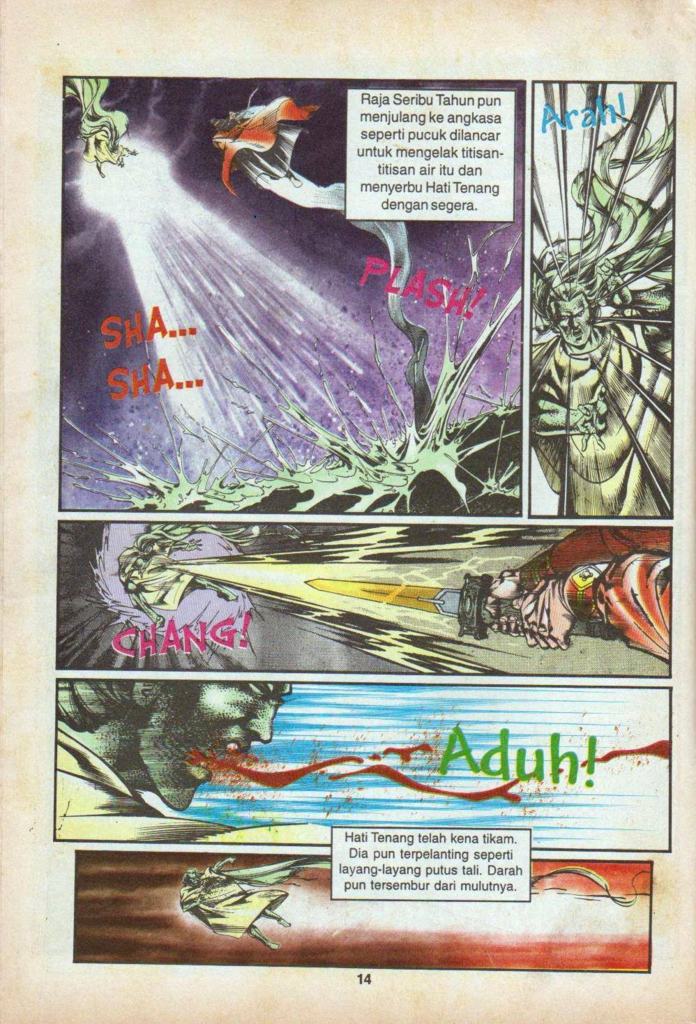 Raja Seribu Tahun pun
menjulang ke angkasa
seperti pucuk dilancar
untuk mengelak titisan-
titisan air itu dan
menyerbu Hati Tenang
dengan segera.
PLASH!
SHA...
SHA...
Arah!
CHANG!
Aduh!
Hati Tenang telah kena tikam.
Dia pun terpelanting seperti
layang-layang putus tali. Darah
pun tersembur dari mulutnya.
14